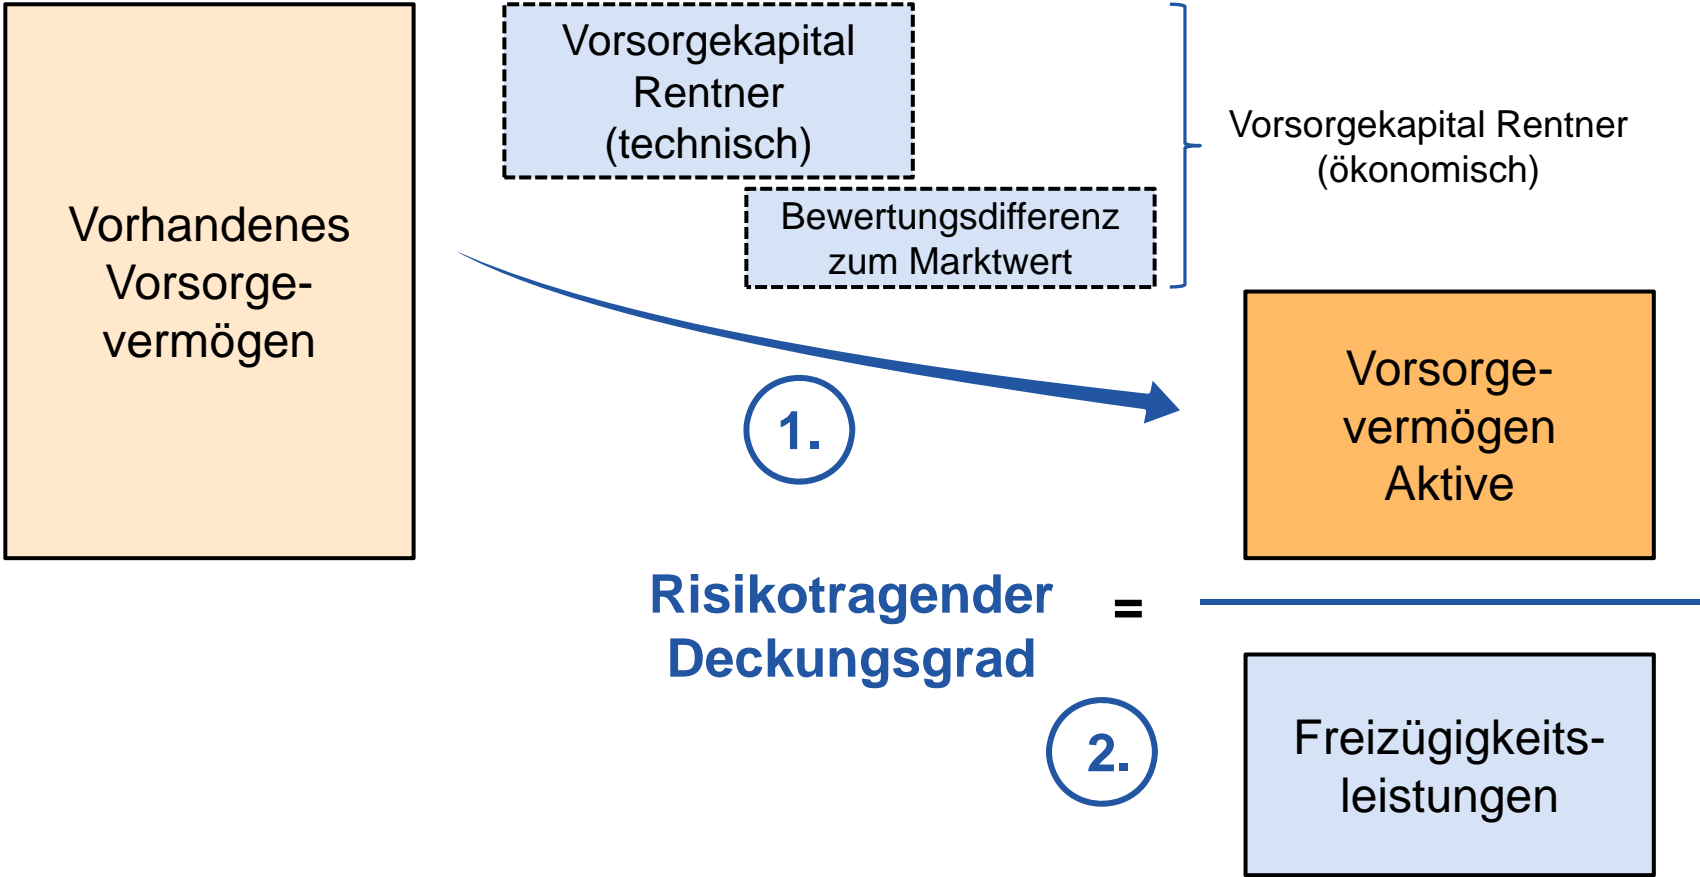 Vorhandenes
Vorsorge-
vermögen
Vorsorgekapital
Rentner
(technisch)
Bewertungsdifferenz
zum Marktwert
Vorsorgekapital Rentner
(ökonomisch)
1.
Vorsorge-
vermögen
Aktive
Risikotragender
Deckungsgrad
=
2.
Freizügigkeits-
leistungen